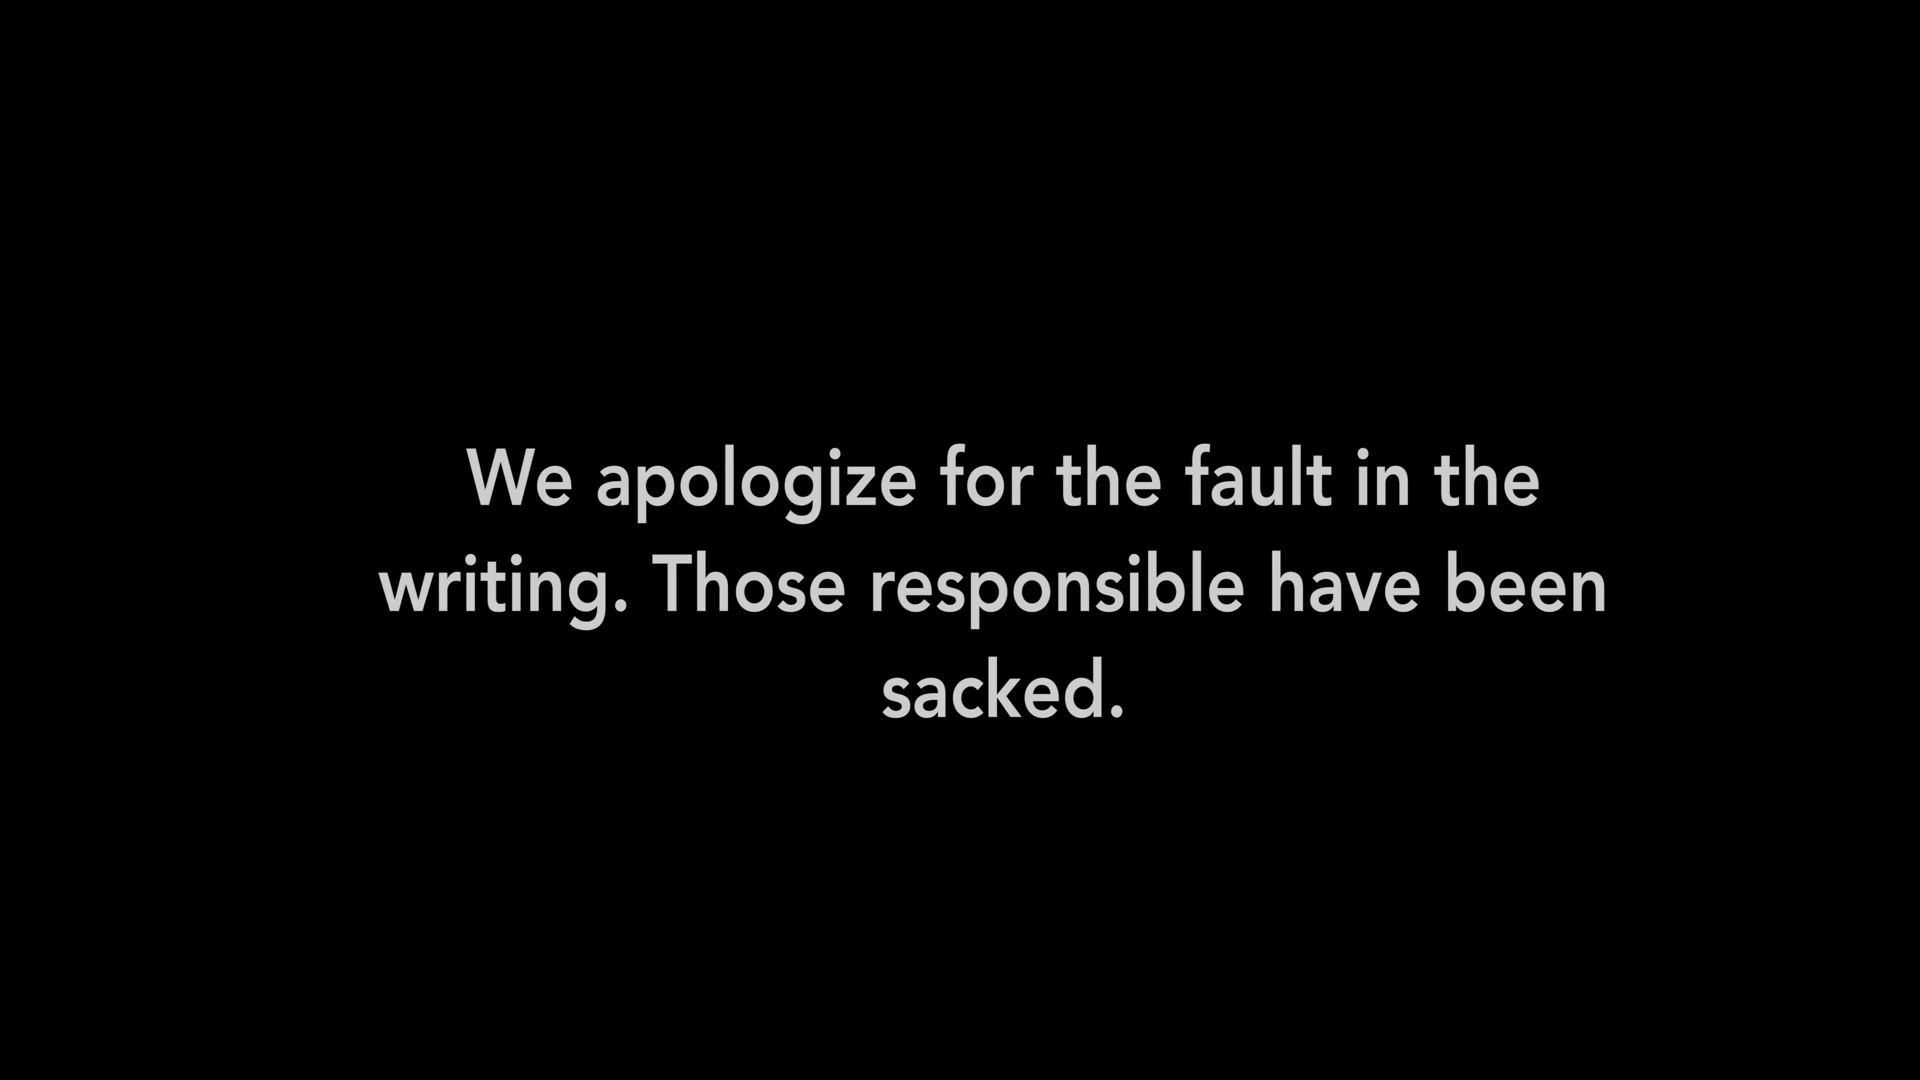 We apologize for the fault in the
writing. Those responsible have been
sacked.